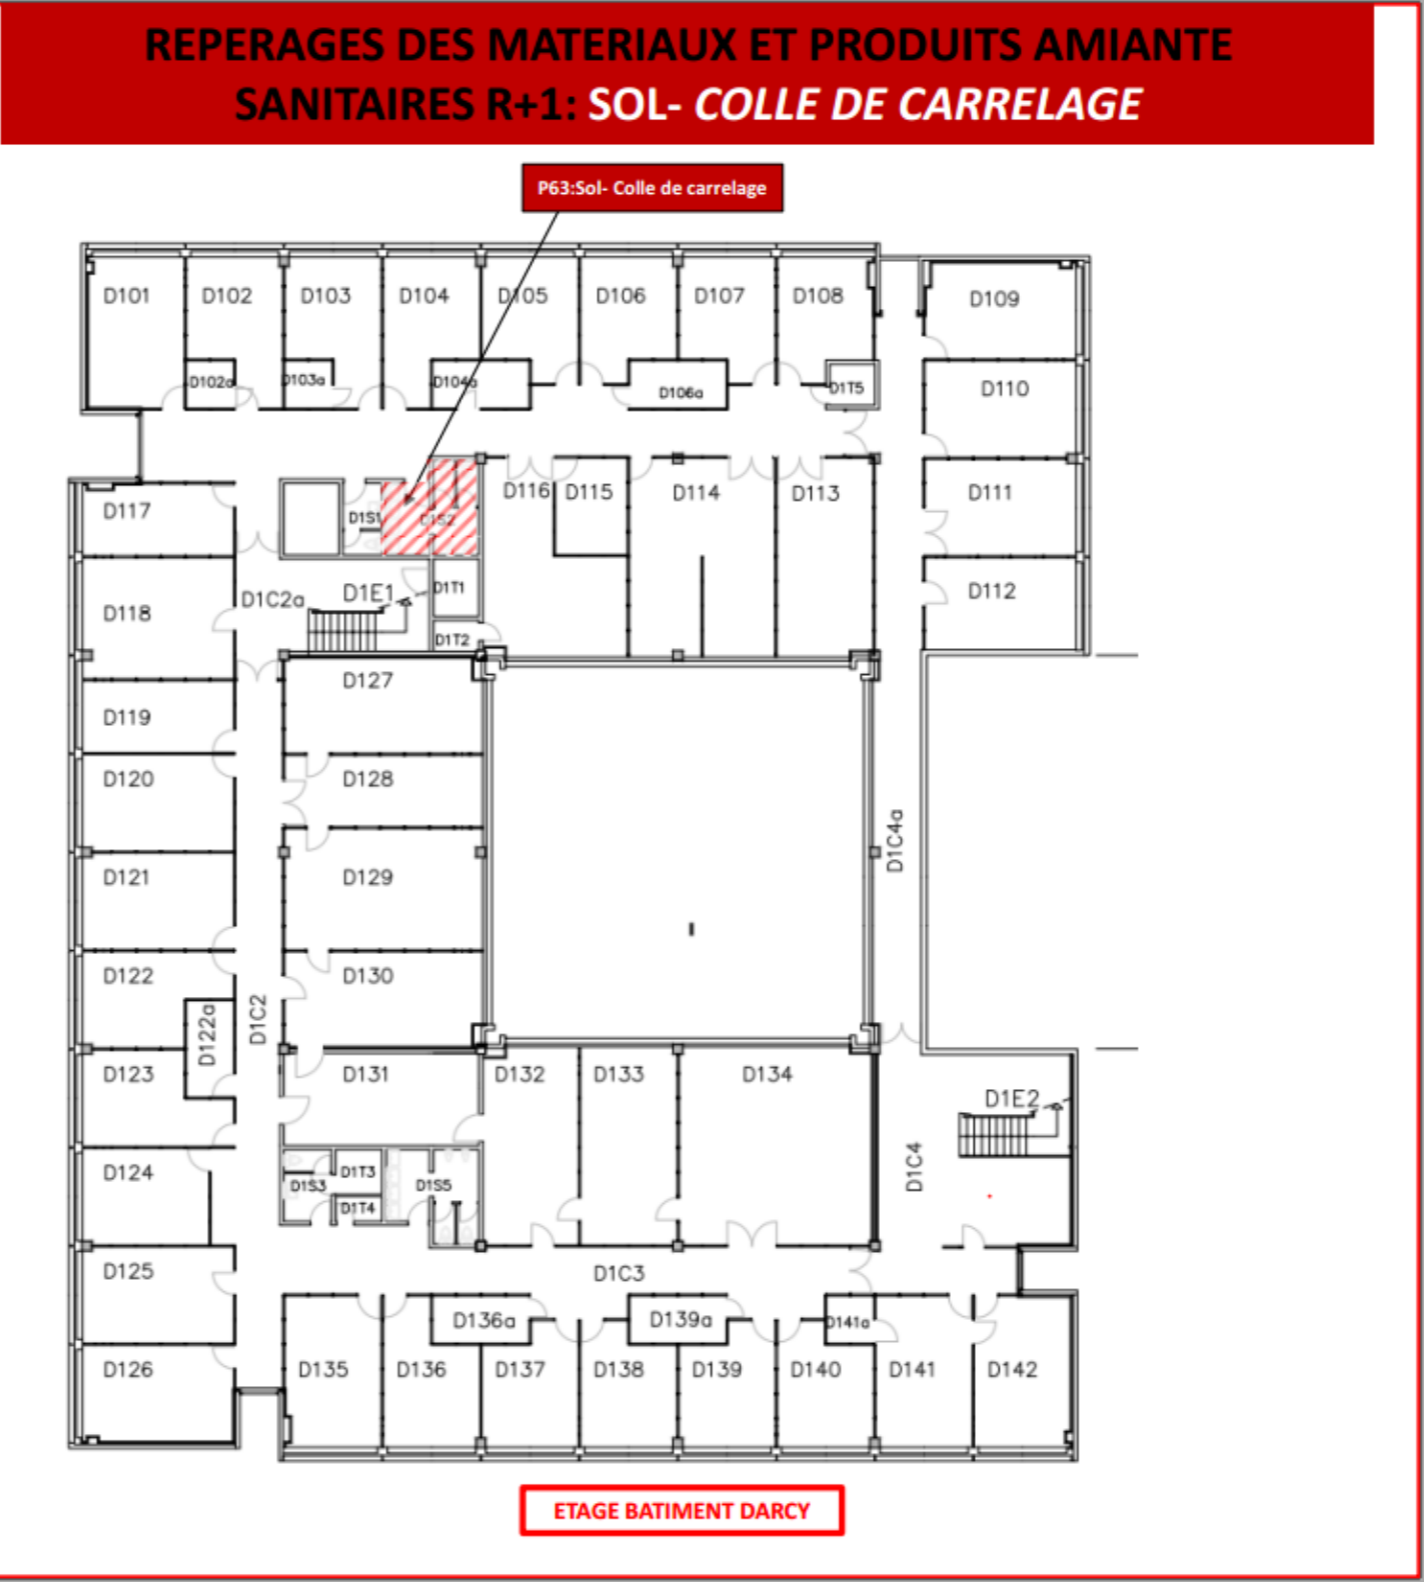 REPERAGES DES MATERIAUX ET PRODUITS AMIANTE
SANITAIRES R+1: SOL- COLLE DE CARRELAGE
P63:Sol- Colle de carrelage
D101 D102 D103 D104 D105 D106 D107 D108 D109
D102a D103a D104a D106a D1T5 D110
D117 D1S1 D1S2 D116 D115 D114 D113 D111
D118 D1C2a D1E1 D1T1 D112
D1T2
D119 D127
D120 D128
D1C4a
D121 D129
D122 D130
D122a D1C2
D123 D131 D132 D133 D134 D1E2
D124 D1S3 D1T3 D1S5 D1C4
D1T4
D125 D1C3
D136a D139a D141a
D126 D135 D136 D137 D138 D139 D140 D141 D142
ETAGE BATIMENT DARCY